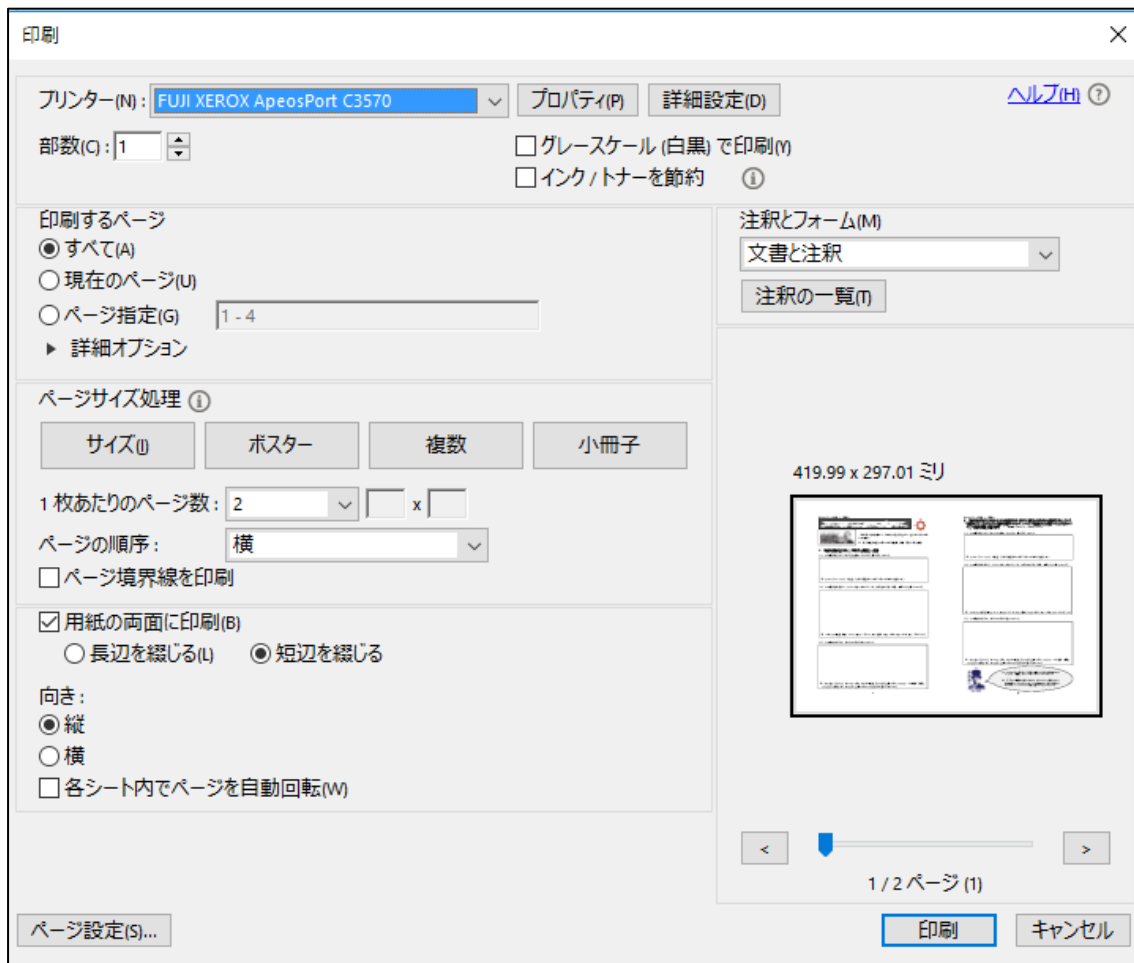 印刷
プリンター(N) : FUJI XEROX ApeosPort C3570 プロパティ(P) 詳細設定(D) ヘルプ(H)
部数(C) : 1 グレースケール (白黒) で印刷(Y)
インク / トナーを節約
印刷するページ
すべて(A)
現在のページ(U)
ページ指定(G) 1 - 4
詳細オプション
注釈とフォーム(M)
文書と注釈
注釈の一覧(T)
ページサイズ処理
サイズ(I) ポスター 複数 小冊子
1 枚あたりのページ数 : 2 x
ページの順序 : 横
ページ境界線を印刷
用紙の両面に印刷(B)
長辺を綴じる(L) 短辺を綴じる
向き :
縦
横
各シート内でページを自動回転(W)
419.99 x 297.01 ミリ
< >
1 / 2 ページ (1)
ページ設定(S)... 印刷 キャンセル